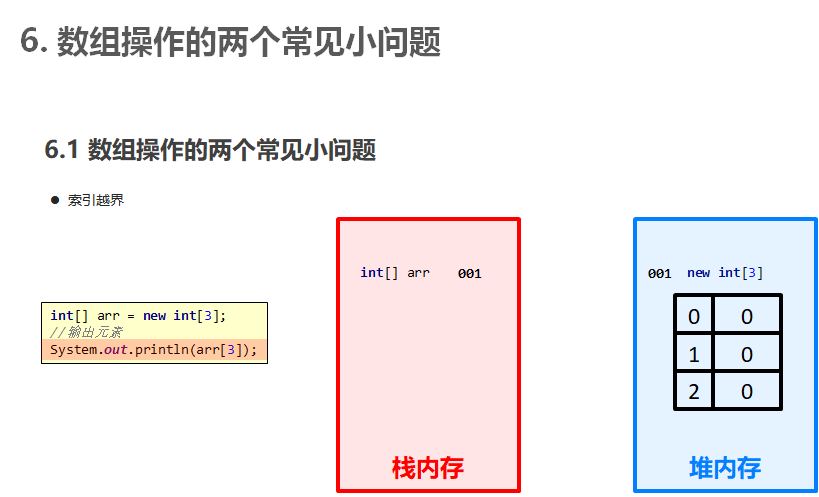 6. 数组操作的两个常见小问题
6.1 数组操作的两个常见小问题
● 索引越界
int[] arr = new int[3];
//输出元素
System.out.println(arr[3]);
int[] arr 001
栈内存
001 new int[3]
0 0
1 0
2 0
堆内存